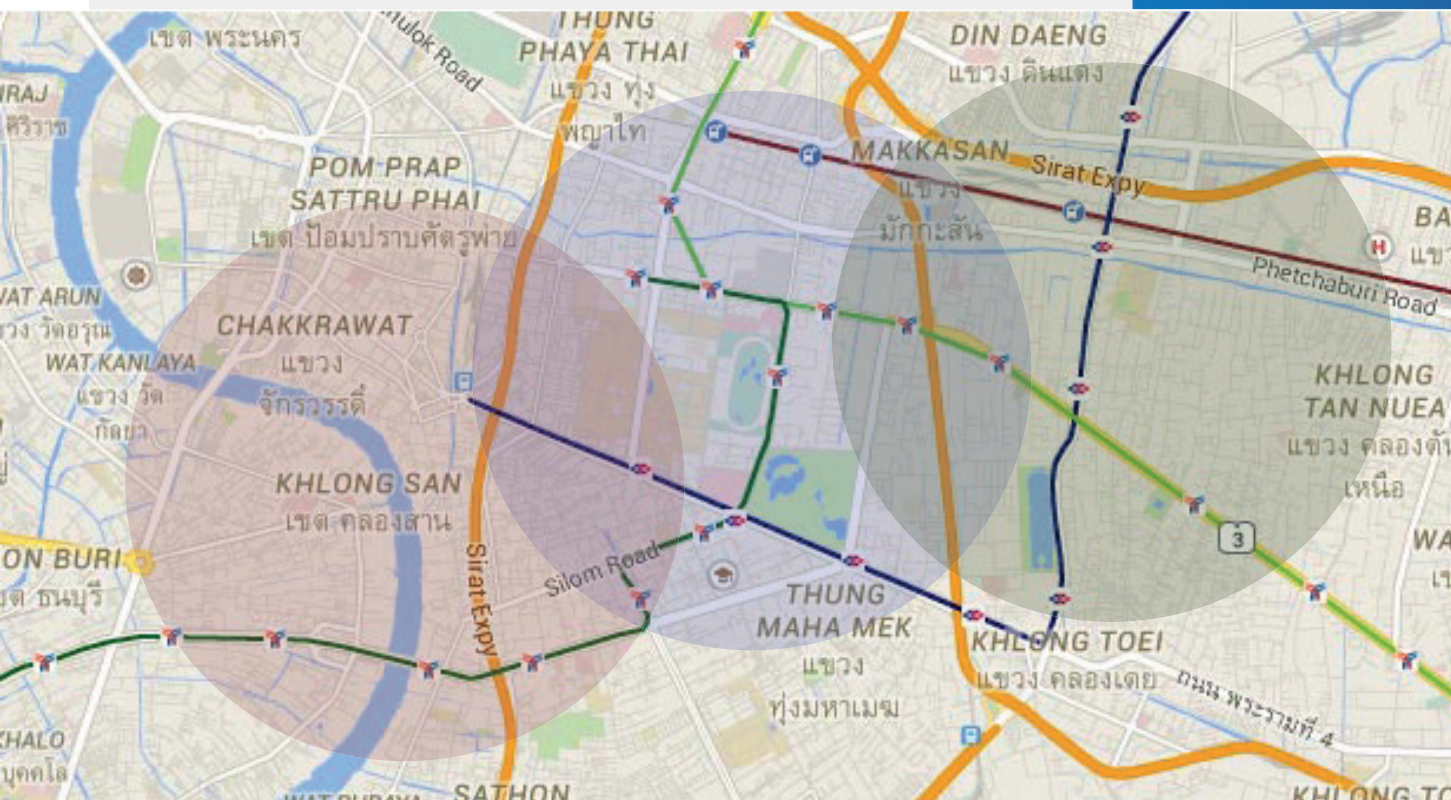 เขต พระนคร
Road
THUNG
PHAYA THAI
แขวง ทุ่ง
พญาไท
DIN DAENG
แขวง ดินแดง
ศิริราช
POM PRAP
SATTRU PHAI
เขต ป้อมปราบศัตรูพ่าย
MAKKASAN
แขวง
มักกะสัน
Sirat Expy
H
Phetchaburi Road
WAT ARUN
แขวง วัดอรุณ
WAT KANLAYA
แขวง วัด
กัลยา
CHAKKRAWAT
แขวง
จักรวรรดิ์
KHLONG
TAN NUEA
แขวง คลองตัน
เหนือ
KHLONG SAN
เขต คลองสาน
3
ON BURI
ธนบุรี
Sirat Expy
Silom Road
THUNG
MAHA MEK
แขวง
ทุ่งมหาเมฆ
KHLONG TOEI
แขวง คลองเตย
ถนน พระรามที่ 4
KHALO
บุคคโล
SATHON